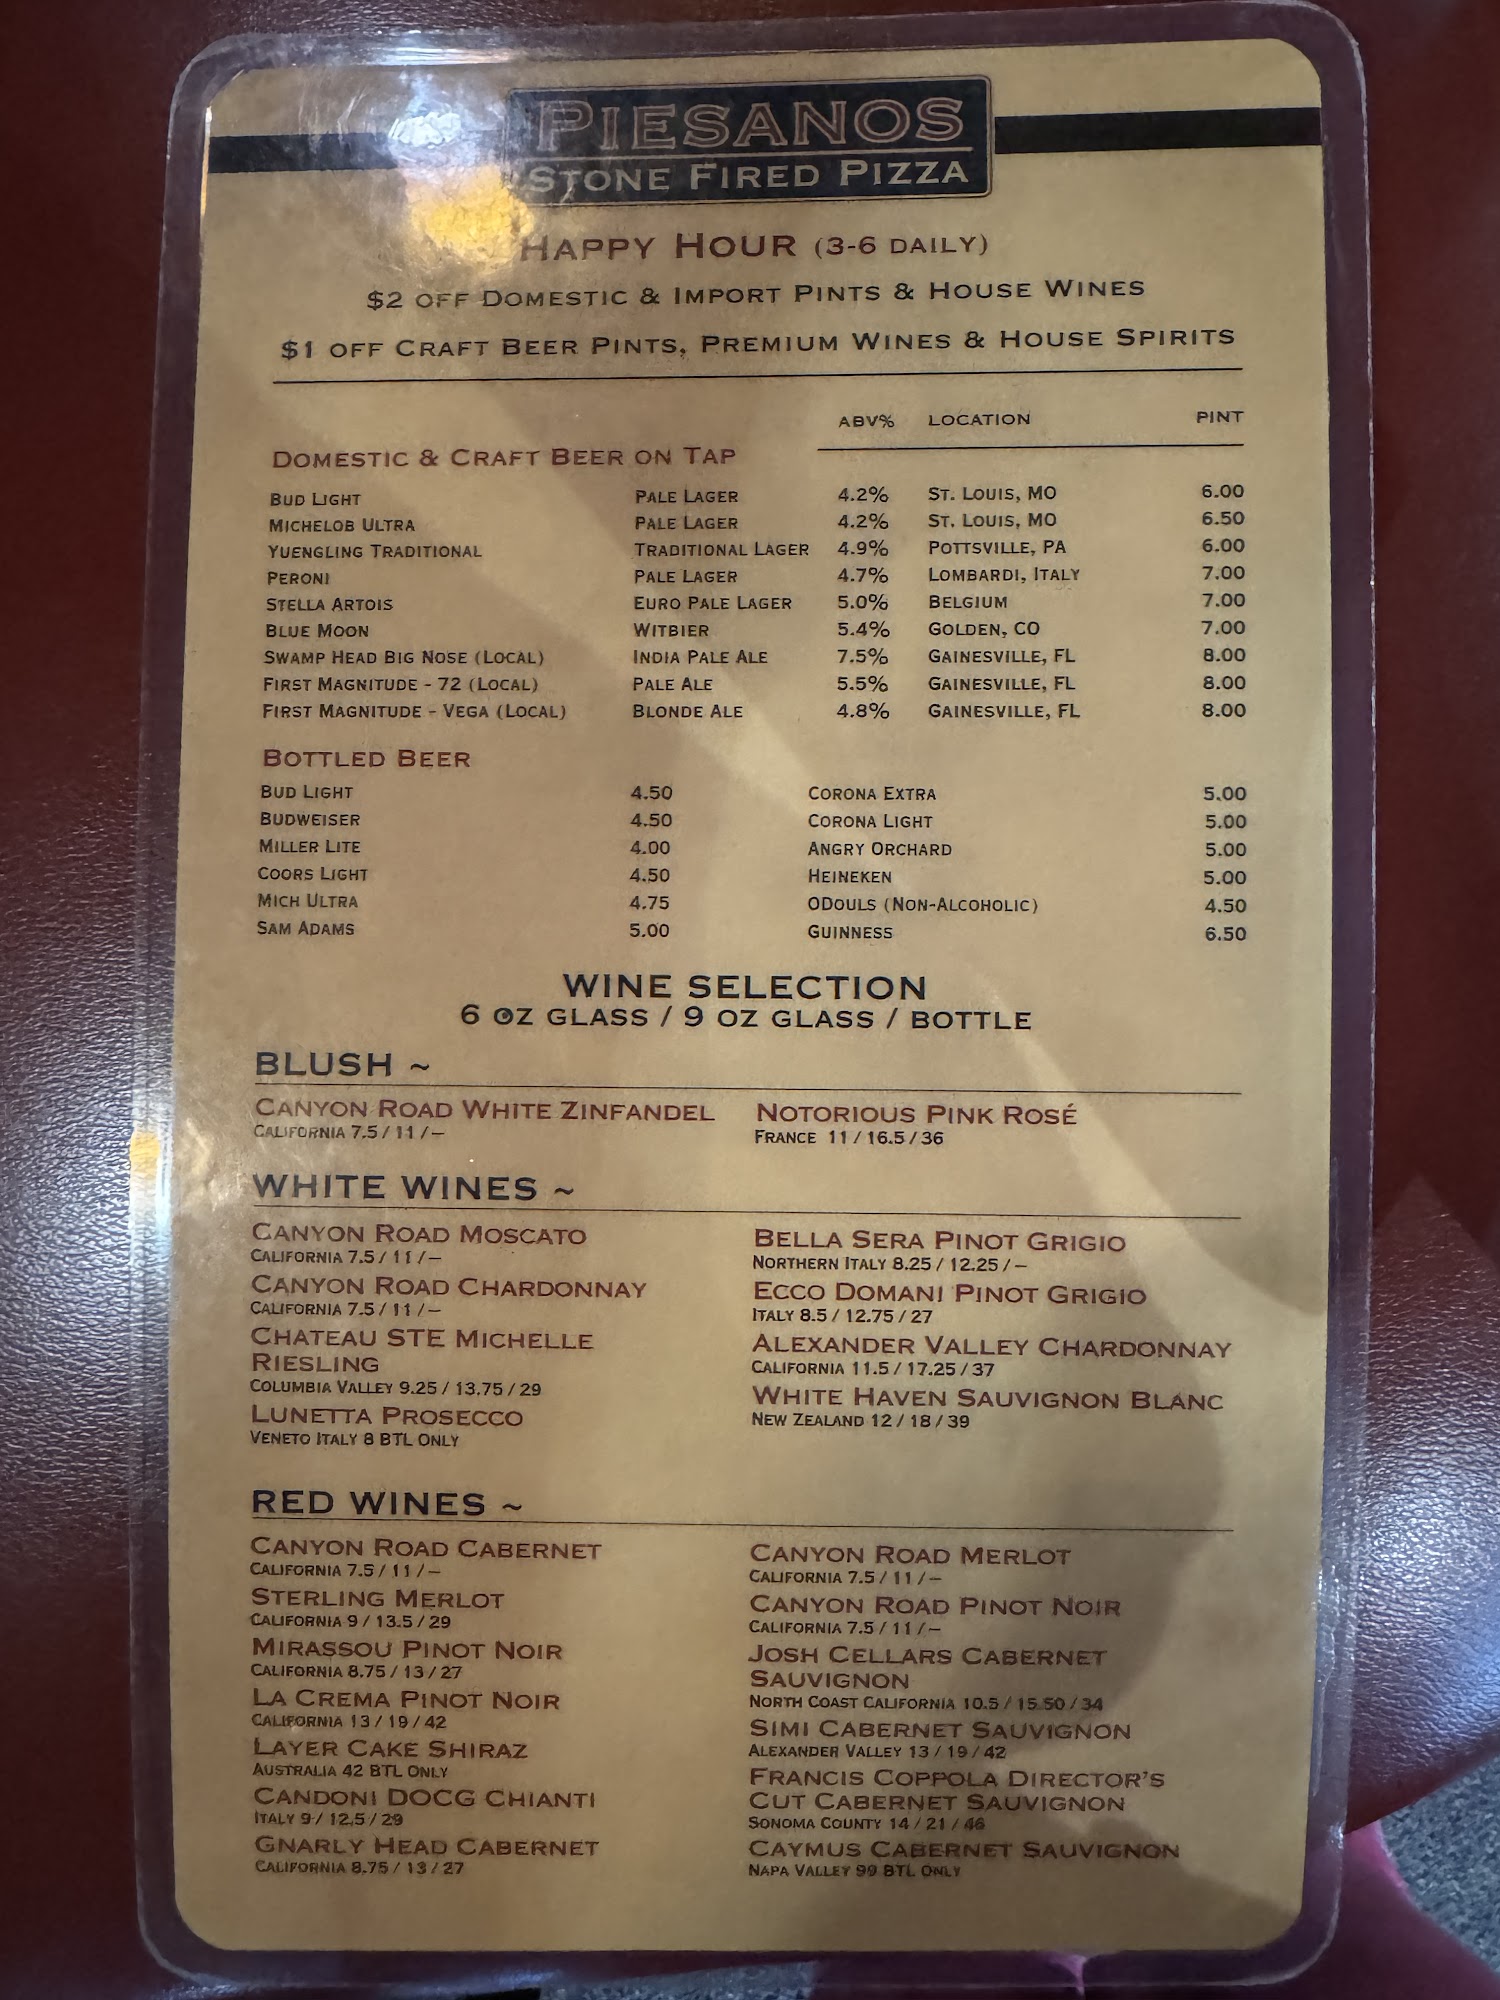 PIESANOS
STONE FIRED PIZZA
HAPPY HOUR (3-6 DAILY)
$2 OFF DOMESTIC & IMPORT PINTS & HOUSE WINES
$1 OFF CRAFT BEER PINTS, PREMIUM WINES & HOUSE SPIRITS
ABV% LOCATION PINT
DOMESTIC & CRAFT BEER ON TAP
BUD LIGHT PALE LAGER 4.2% ST. LOUIS, MO 6.00
MICHELOB ULTRA PALE LAGER 4.2% ST. LOUIS, MO 6.50
YUENGLING TRADITIONAL TRADITIONAL LAGER 4.9% POTTSVILLE, PA 6.00
PERONI PALE LAGER 4.7% LOMBARDI, ITALY 7.00
STELLA ARTOIS EURO PALE LAGER 5.0% BELGIUM 7.00
BLUE MOON WITBIER 5.4% GOLDEN, CO 7.00
SWAMP HEAD BIG NOSE (LOCAL) INDIA PALE ALE 7.5% GAINESVILLE, FL 8.00
FIRST MAGNITUDE - 72 (LOCAL) PALE ALE 5.5% GAINESVILLE, FL 8.00
FIRST MAGNITUDE - VEGA (LOCAL) BLONDE ALE 4.8% GAINESVILLE, FL 8.00
BOTTLED BEER
BUD LIGHT 4.50 CORONA EXTRA 5.00
BUDWEISER 4.50 CORONA LIGHT 5.00
MILLER LITE 4.00 ANGRY ORCHARD 5.00
COORS LIGHT 4.50 HEINEKEN 5.00
MICH ULTRA 4.75 ODOULS (NON-ALCOHOLIC) 4.50
SAM ADAMS 5.00 GUINNESS 6.50
WINE SELECTION
6 OZ GLASS / 9 OZ GLASS / BOTTLE
BLUSH ~
CANYON ROAD WHITE ZINFANDEL
CALIFORNIA 7.5 / 11 / –
NOTORIOUS PINK ROSÉ
FRANCE 11 / 16.5 / 36
WHITE WINES ~
CANYON ROAD MOSCATO
CALIFORNIA 7.5 / 11 / –
CANYON ROAD CHARDONNAY
CALIFORNIA 7.5 / 11 / –
CHATEAU STE MICHELLE
RIESLING
COLUMBIA VALLEY 9.25 / 13.75 / 29
LUNETTA PROSECCO
VENETO ITALY 8 BTL ONLY
BELLA SERA PINOT GRIGIO
NORTHERN ITALY 8.25 / 12.25 / –
ECCO DOMANI PINOT GRIGIO
ITALY 8.5 / 12.75 / 27
ALEXANDER VALLEY CHARDONNAY
CALIFORNIA 11.5 / 17.25 / 37
WHITE HAVEN SAUVIGNON BLANC
NEW ZEALAND 12 / 18 / 39
RED WINES ~
CANYON ROAD CABERNET
CALIFORNIA 7.5 / 11 / –
STERLING MERLOT
CALIFORNIA 9 / 13.5 / 29
MIRASSOU PINOT NOIR
CALIFORNIA 8.75 / 13 / 27
LA CREMA PINOT NOIR
CALIFORNIA 13 / 19 / 42
LAYER CAKE SHIRAZ
AUSTRALIA 42 BTL ONLY
CANDONI DOCG CHIANTI
ITALY 9 / 12.5 / 29
GNARLY HEAD CABERNET
CALIFORNIA 8.75 / 13 / 27
CANYON ROAD MERLOT
CALIFORNIA 7.5 / 11 / –
CANYON ROAD PINOT NOIR
CALIFORNIA 7.5 / 11 / –
JOSH CELLARS CABERNET
SAUVIGNON
NORTH COAST CALIFORNIA 10.5 / 15.50 / 34
SIMI CABERNET SAUVIGNON
ALEXANDER VALLEY 13 / 19 / 42
FRANCIS COPPOLA DIRECTOR'S
CUT CABERNET SAUVIGNON
SONOMA COUNTY 14 / 21 / 46
CAYMUS CABERNET SAUVIGNON
NAPA VALLEY 99 BTL ONLY